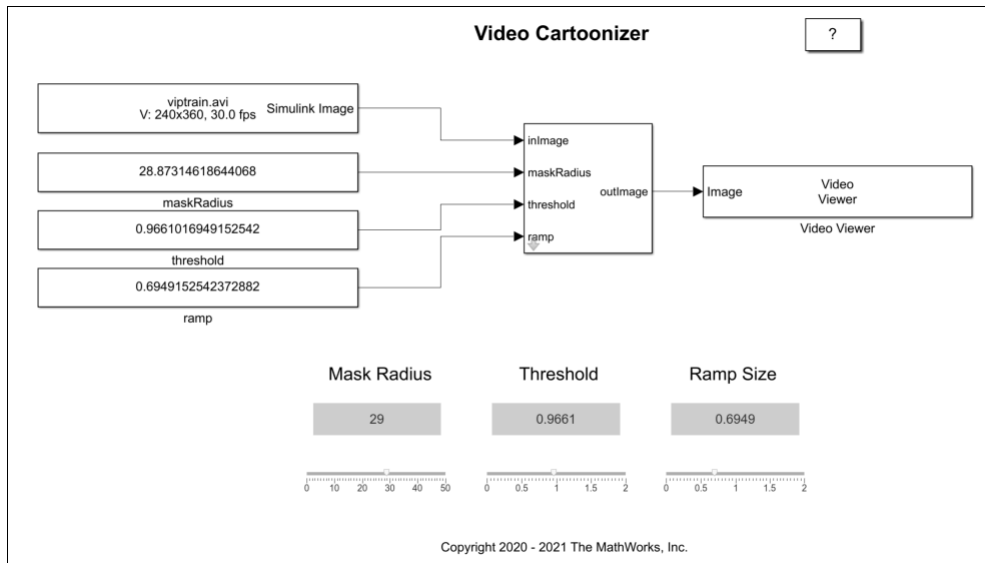 Video Cartoonizer
?
viptrain.avi
V: 240x360, 30.0 fps
Simulink Image
28.87314618644068
maskRadius
0.9661016949152542
threshold
0.6949152542372882
ramp
inImage
maskRadius
threshold
ramp
outImage
Image
Video
Viewer
Video Viewer
Mask Radius
Threshold
Ramp Size
29
0.9661
0.6949
0 10 20 30 40 50
0 0.5 1 1.5 2
0 0.5 1 1.5 2
Copyright 2020 - 2021 The MathWorks, Inc.